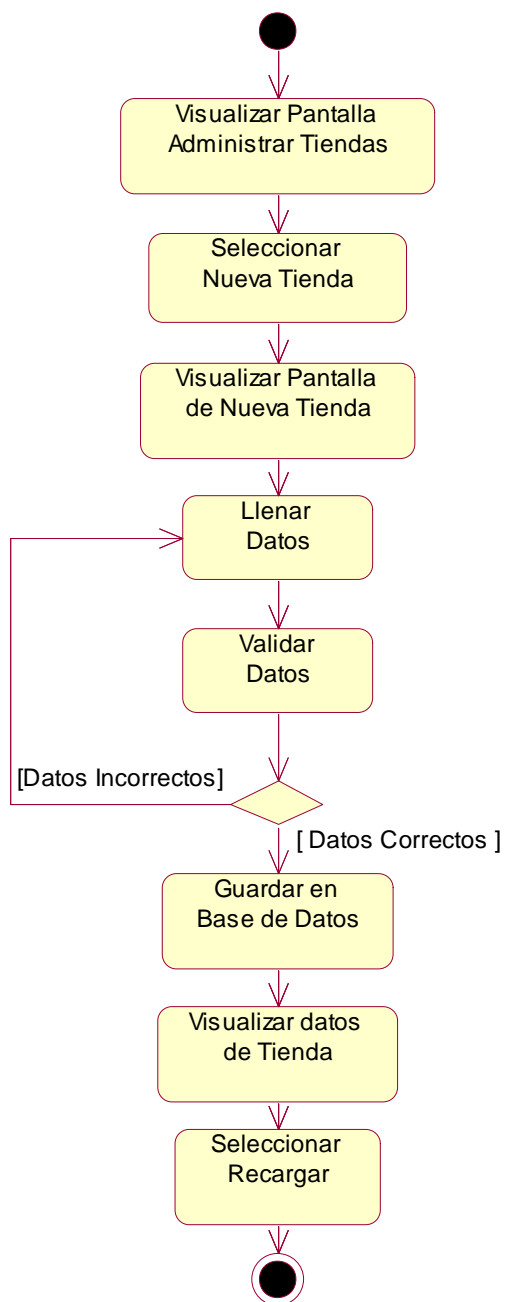 Visualizar Pantalla
Administrar Tiendas
Seleccionar
Nueva Tienda
Visualizar Pantalla
de Nueva Tienda
Llenar
Datos
Validar
Datos
[Datos Incorrectos]
[ Datos Correctos ]
Guardar en
Base de Datos
Visualizar datos
de Tienda
Seleccionar
Recargar